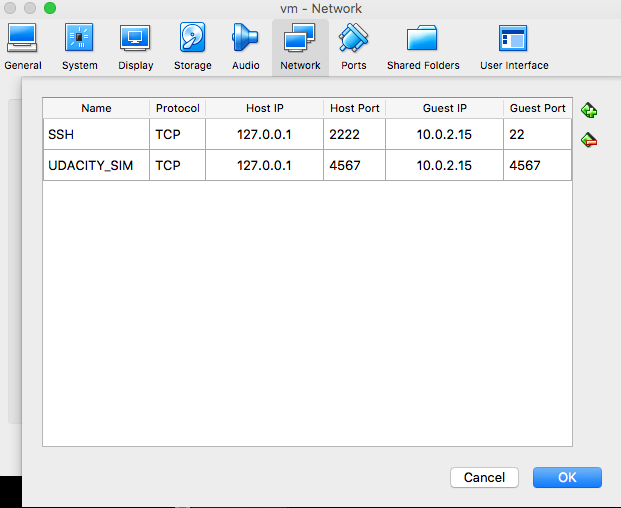 vm - Network
General System Display Storage Audio Network Ports Shared Folders User Interface
Name Protocol Host IP Host Port Guest IP Guest Port
SSH TCP 127.0.0.1 2222 10.0.2.15 22
UDACITY_SIM TCP 127.0.0.1 4567 10.0.2.15 4567
Cancel OK